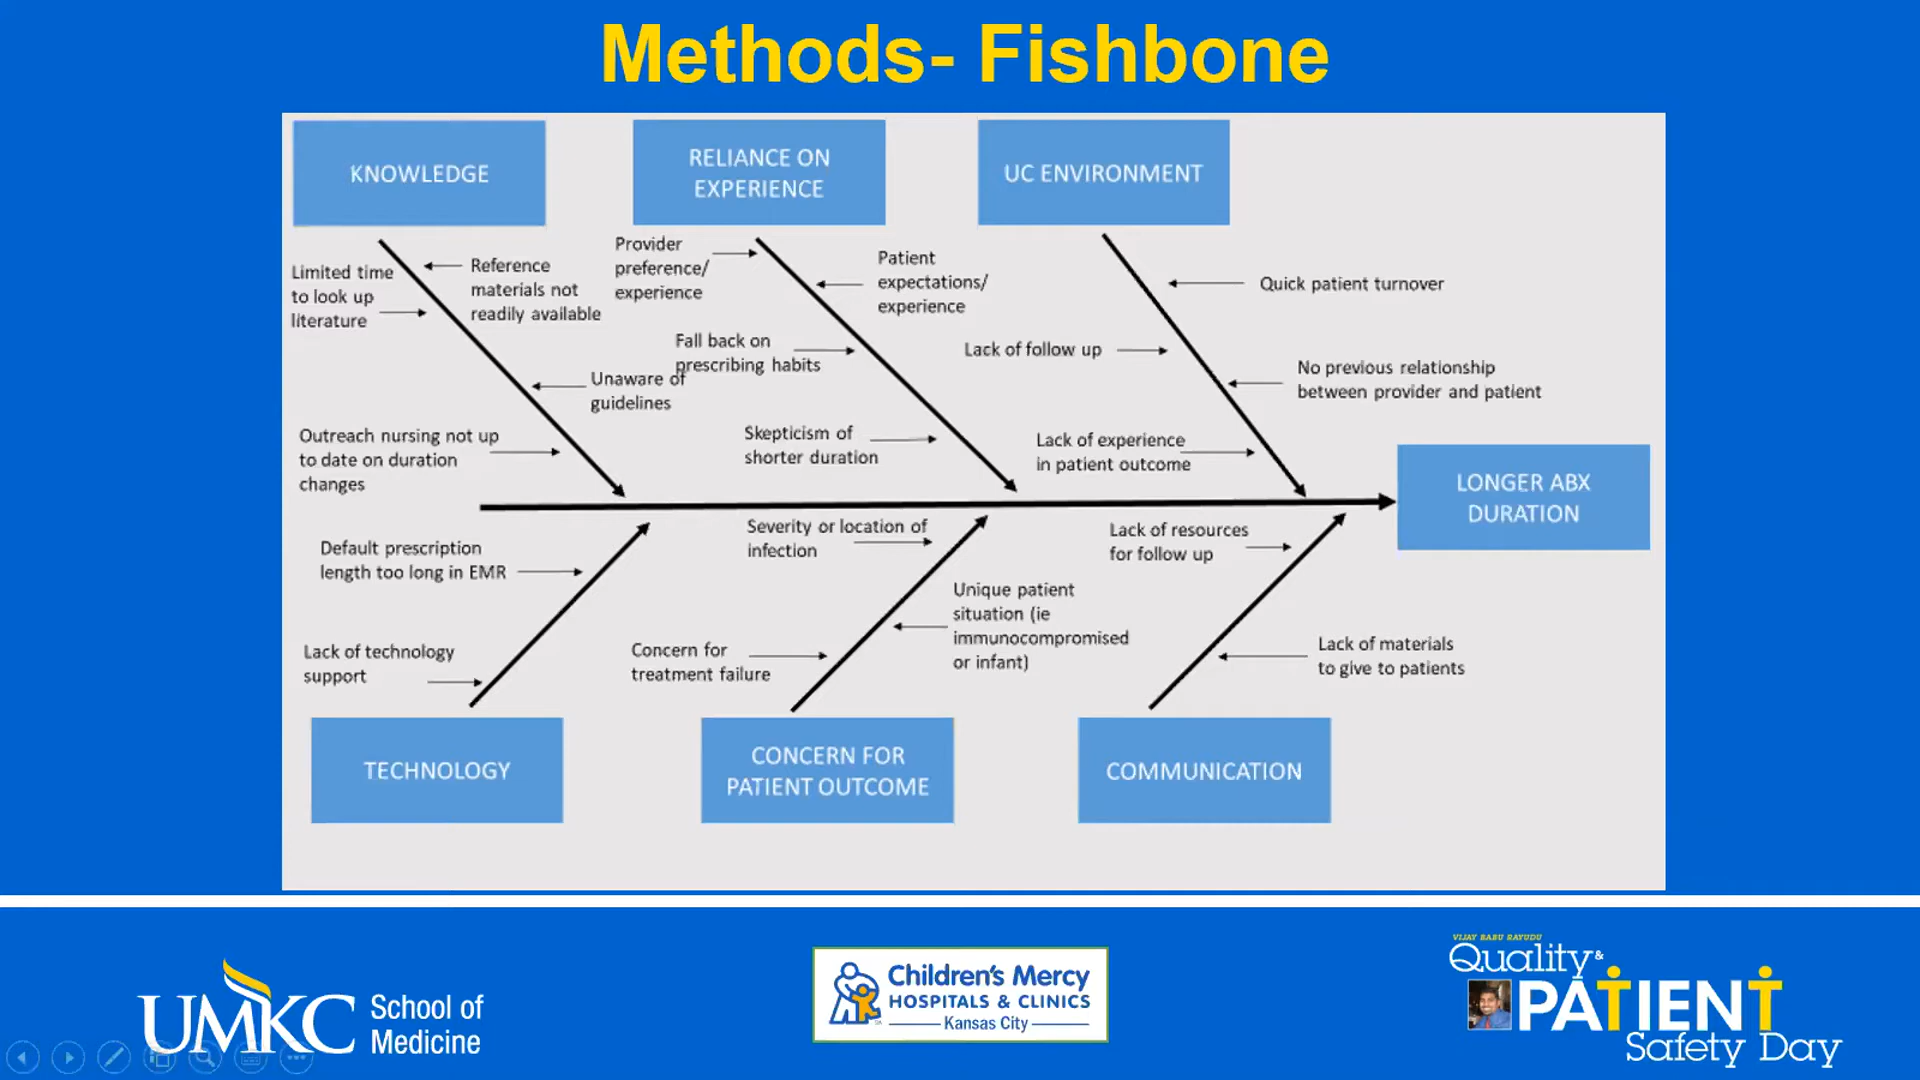 Methods- Fishbone
KNOWLEDGE
RELIANCE ON
EXPERIENCE
UC ENVIRONMENT
Limited time
to look up
literature
Reference
materials not
readily available
Unaware of
guidelines
Outreach nursing not up
to date on duration
changes
Provider
preference/
experience
Patient
expectations/
experience
Fall back on
prescribing habits
Skepticism of
shorter duration
Quick patient turnover
Lack of follow up
No previous relationship
between provider and patient
Lack of experience
in patient outcome
LONGER ABX
DURATION
Default prescription
length too long in EMR
Lack of technology
support
Severity or location of
infection
Unique patient
situation (ie
immunocompromised
or infant)
Concern for
treatment failure
Lack of resources
for follow up
Lack of materials
to give to patients
TECHNOLOGY
CONCERN FOR
PATIENT OUTCOME
COMMUNICATION
UMKC
School of
Medicine
Children's Mercy
HOSPITALS & CLINICS
Kansas City
VIJAY BABU RAYUDU
Quality &
PATIENT
Safety Day